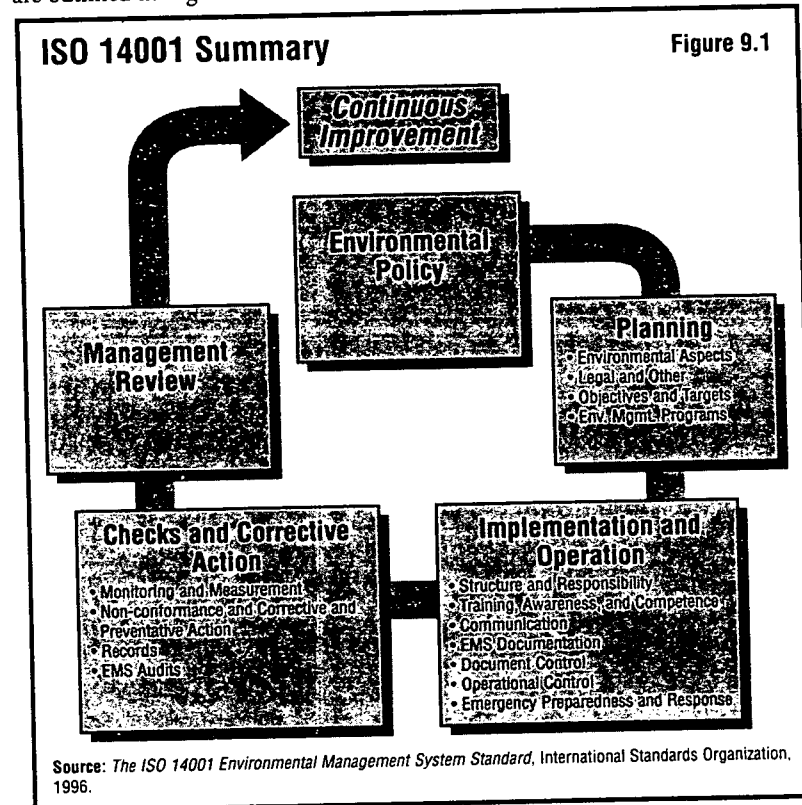 ISO 14001 Summary
Figure 9.1
Continuous
Improvement
Environmental
Policy
Planning
• Environmental Aspects
• Legal and Other
• Objectives and Targets
• Env. Mgmt. Programs
Management
Review
Checks and Corrective
Action
• Monitoring and Measurement
• Non-conformance and Corrective and
Preventative Action
• Records
• EMS Audits
Implementation and
Operation
• Structure and Responsibility
• Training, Awareness, and Competence
• Communication
• EMS Documentation
• Document Control
• Operational Control
• Emergency Preparedness and Response
Source: The ISO 14001 Environmental Management System Standard, International Standards Organization,
1996.